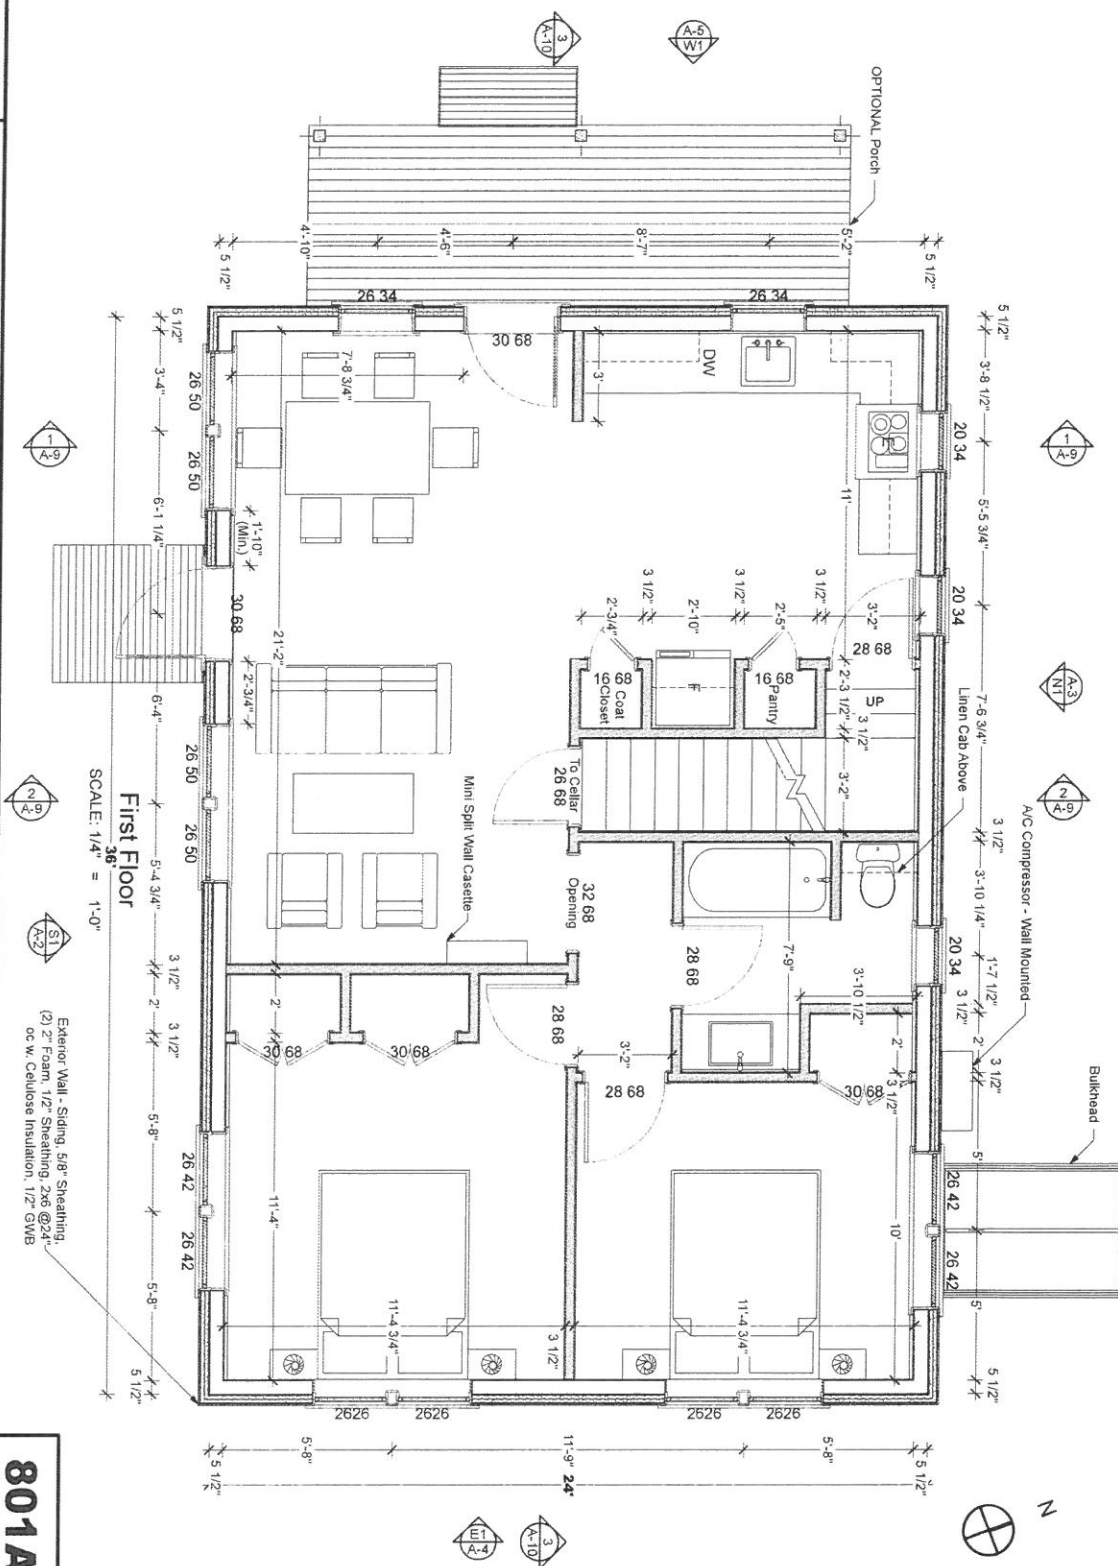 3
A-10
A-5
W1
OPTIONAL Porch
5 1/2"
4'-10"
4'-6"
8'-7"
5'-2"
5 1/2"
26 34
30 68
26 34
5 1/2"
3'-8 1/2"
5'-5 3/4"
7'-6 3/4"
3 1/2"
3'-10 1/4"
1'-7 1/2"
3 1/2"
2'
3 1/2"
5'
5'
5 1/2"
1
A-9
A-3
N1
2
A-9
20 34
20 34
20 34
26 42
26 42
Linen Cab Above
A/C Compressor - Wall Mounted
Bulkhead
DW
3'
11'
7'-8 3/4"
1'-10"
(Min.)
3 1/2"
3 1/2"
3 1/2"
2'-3/4"
2'-10"
2'-5"
3'-2"
28 68
16 68
Coat
Closet
F
16 68
Pantry
2'-3 1/2"
UP
3 1/2"
3'-2"
To Cellar
26 68
21'-2"
2'-3/4"
Mini Split Wall Casette
32 68
Opening
28 68
7'-9"
3'-10 1/2"
2'
28 68
3'-2"
28 68
30 68
3 1/2"
2'
30 68
30 68
11'-4"
10'
11'-4 3/4"
3 1/2"
11'-4 3/4"
26 50
26 50
30 68
26 50
26 50
26 42
26 42
5 1/2"
3'-4"
6'-1 1/4"
6'-4"
5'-4 3/4"
3 1/2"
2'
3 1/2"
5'-8"
5'-8"
5 1/2"
36'
1
A-9
2
A-9
S1
A-2
First Floor
SCALE: 1/4" = 1'-0"
Exterior Wall - Siding, 5/8" Sheathing,
(2) 2" Foam, 1/2" Sheathing, 2x6 @24"
oc w. Celulose Insulation, 1/2" GWB
2626
2626
2626
2626
5 1/2"
5'-8"
11'-9"
5'-8"
5 1/2"
24'
E1
A-4
3
A-10
N
801 A